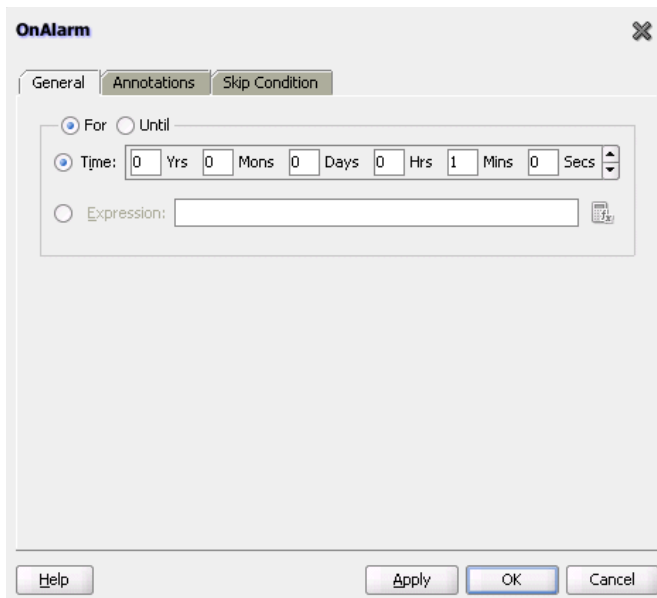 OnAlarm
General Annotations Skip Condition
For Until
Time: 0 Yrs 0 Mons 0 Days 0 Hrs 1 Mins 0 Secs
Expression:
Help Apply OK Cancel